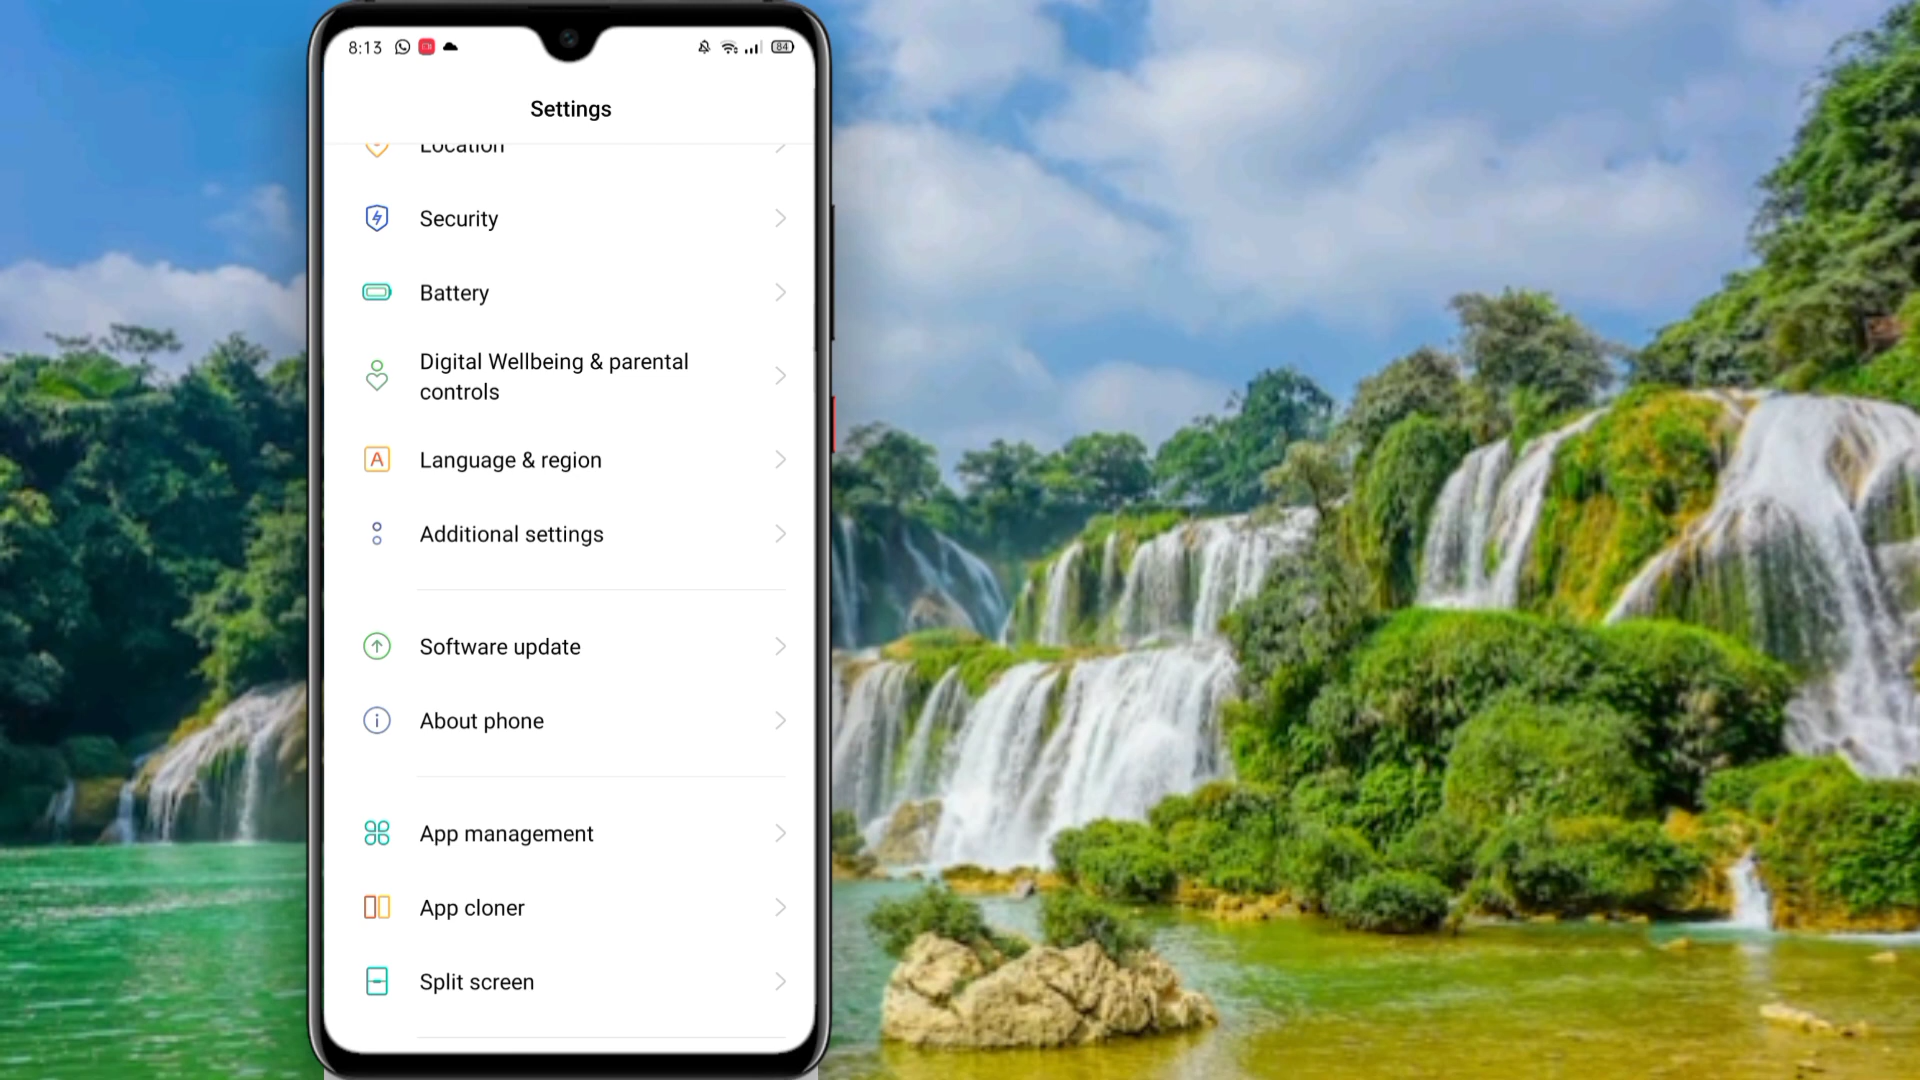 8:13
84
Settings
Location
Security
Battery
Digital Wellbeing & parental
controls
A
Language & region
Additional settings
Software update
About phone
App management
App cloner
Split screen